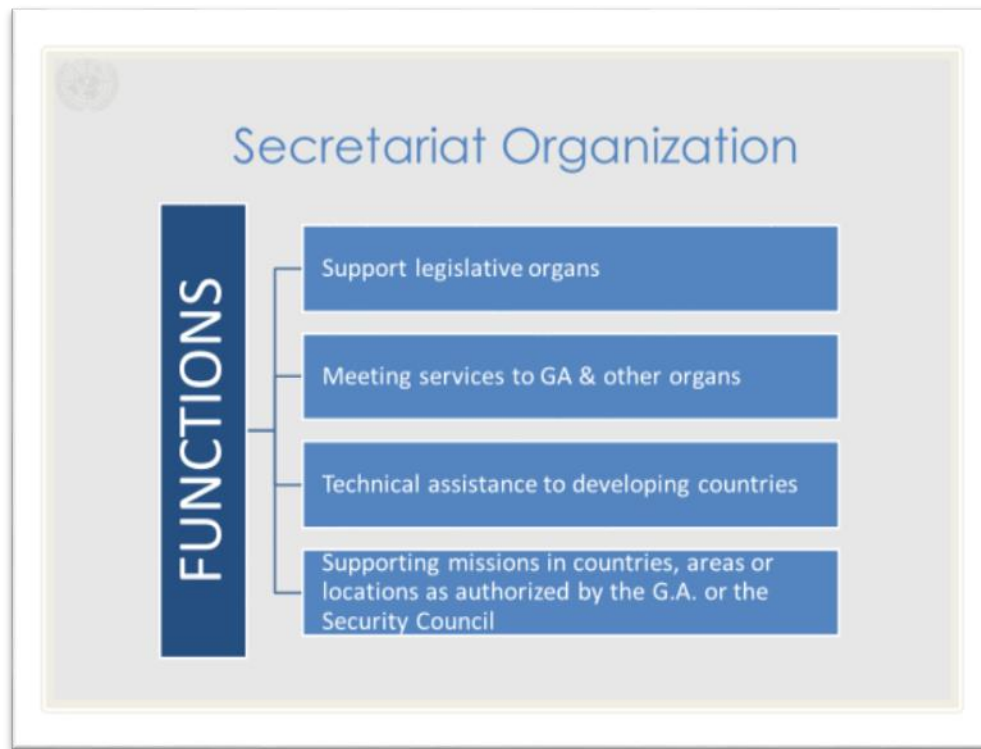 Secretariat Organization
FUNCTIONS
Support legislative organs
Meeting services to GA & other organs
Technical assistance to developing countries
Supporting missions in countries, areas or
locations as authorized by the G.A. or the
Security Council